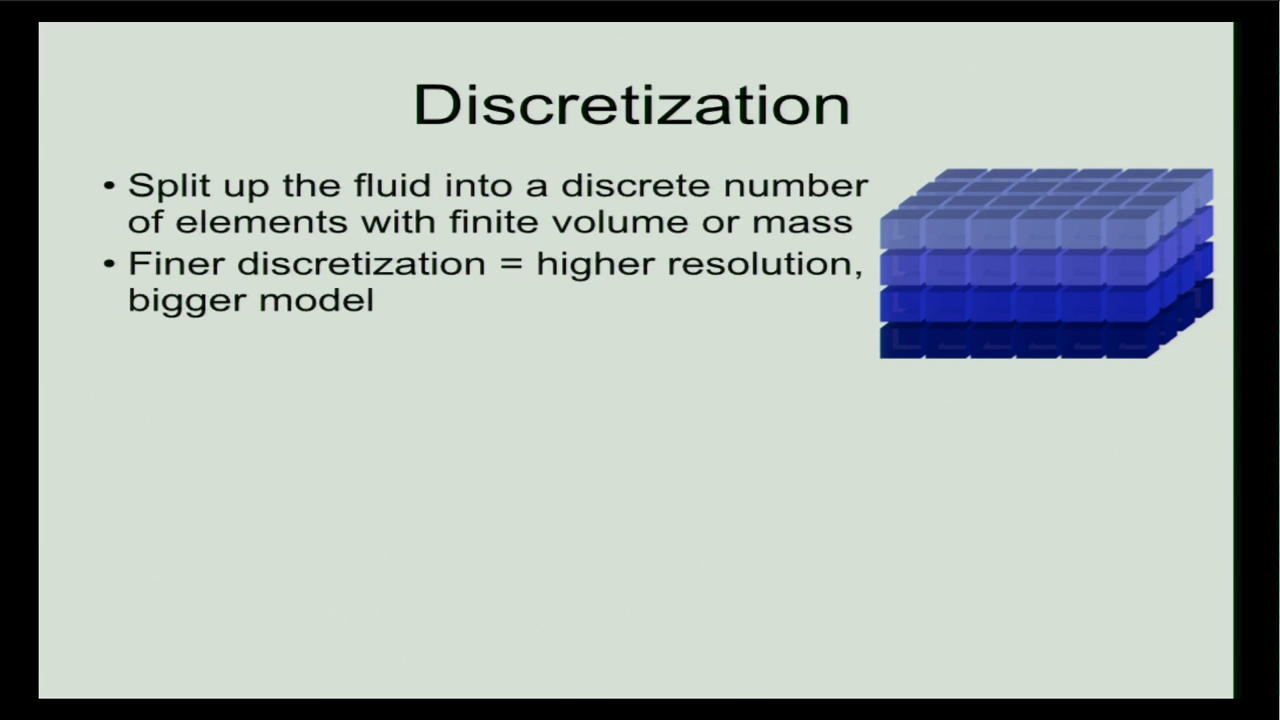 Discretization
• Split up the fluid into a discrete number
of elements with finite volume or mass
• Finer discretization = higher resolution,
bigger model